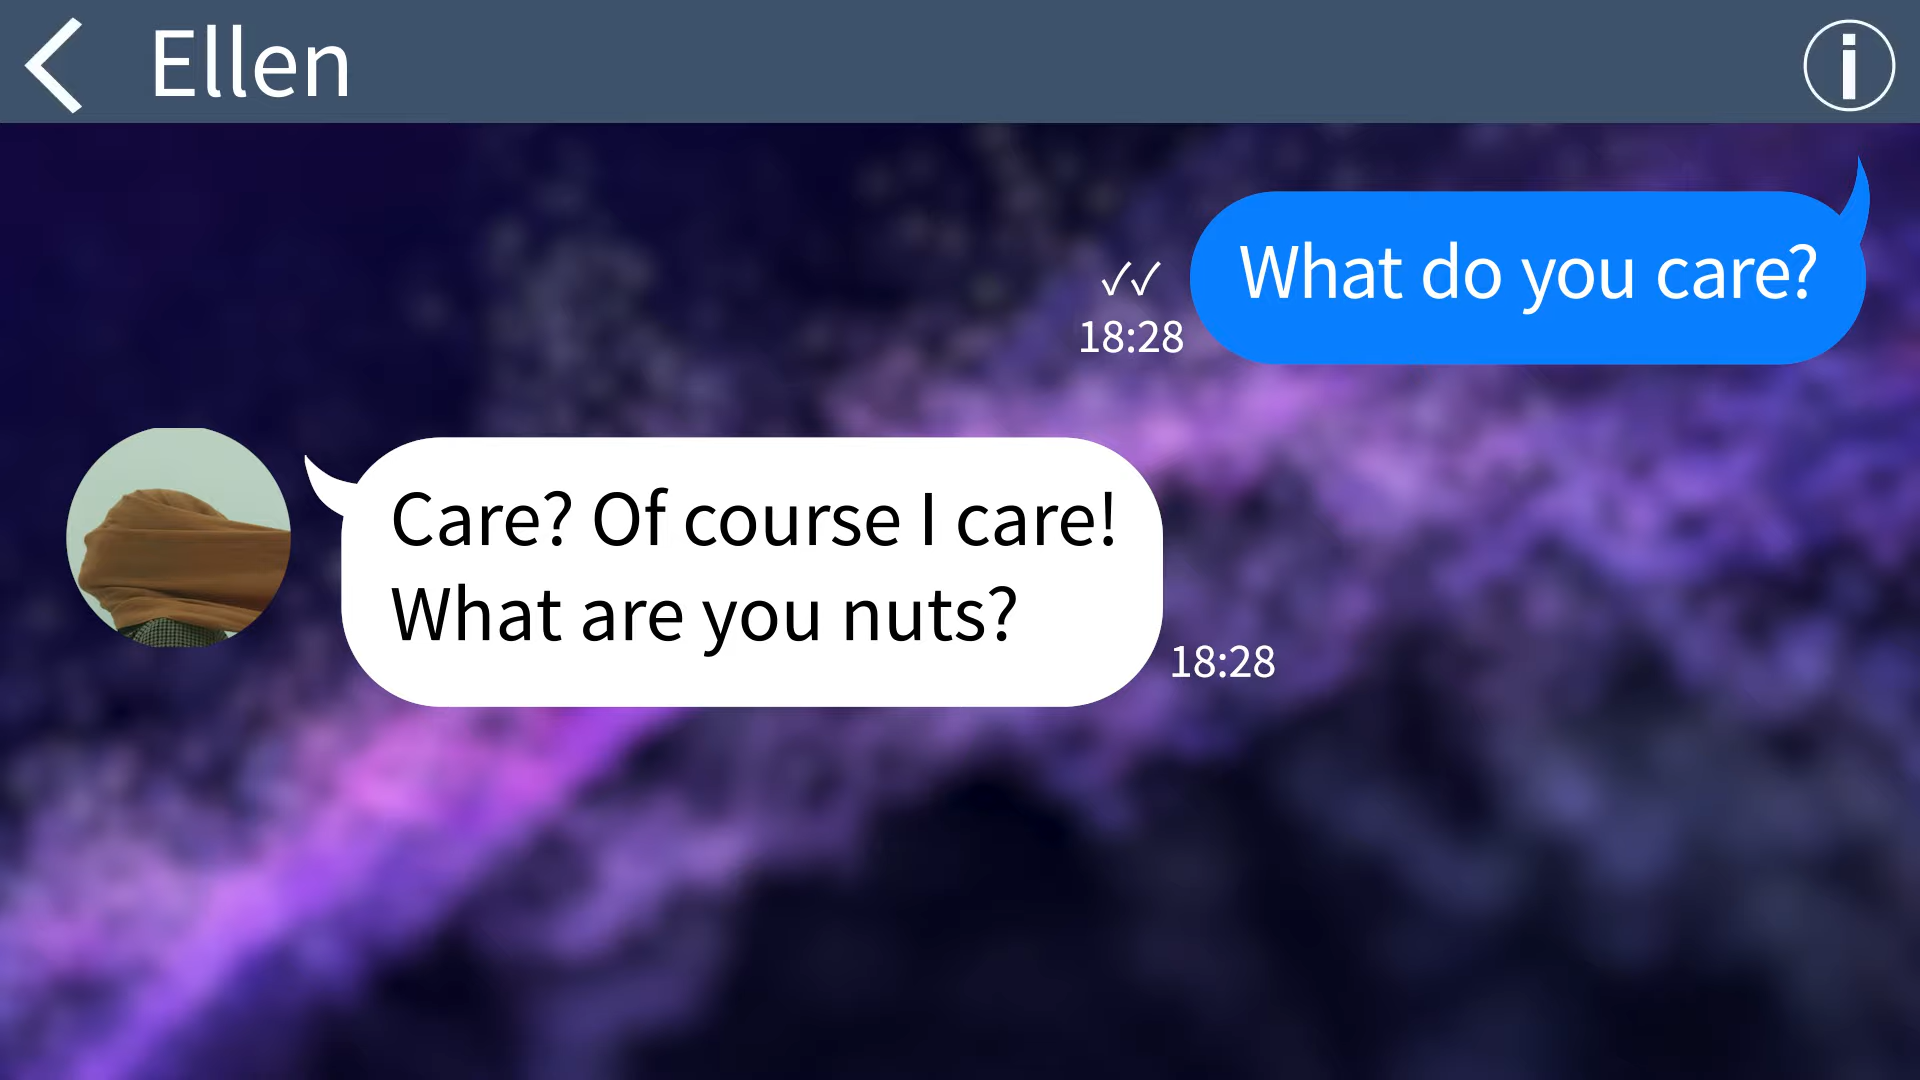 Ellen
What do you care?
✓✓
18:28
Care? Of course I care!
What are you nuts?
18:28